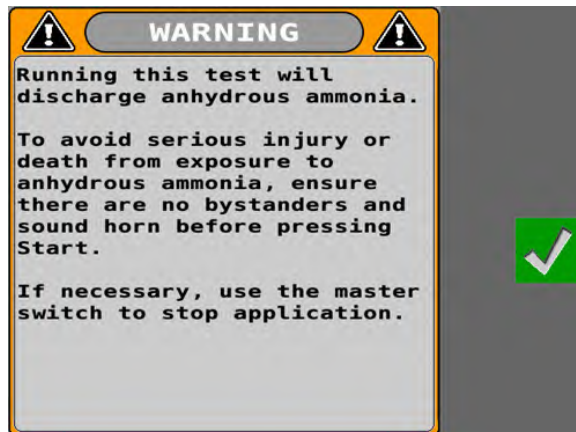 WARNING
Running this test will
discharge anhydrous ammonia.
To avoid serious injury or
death from exposure to
anhydrous ammonia, ensure
there are no bystanders and
sound horn before pressing
Start.
If necessary, use the master
switch to stop application.